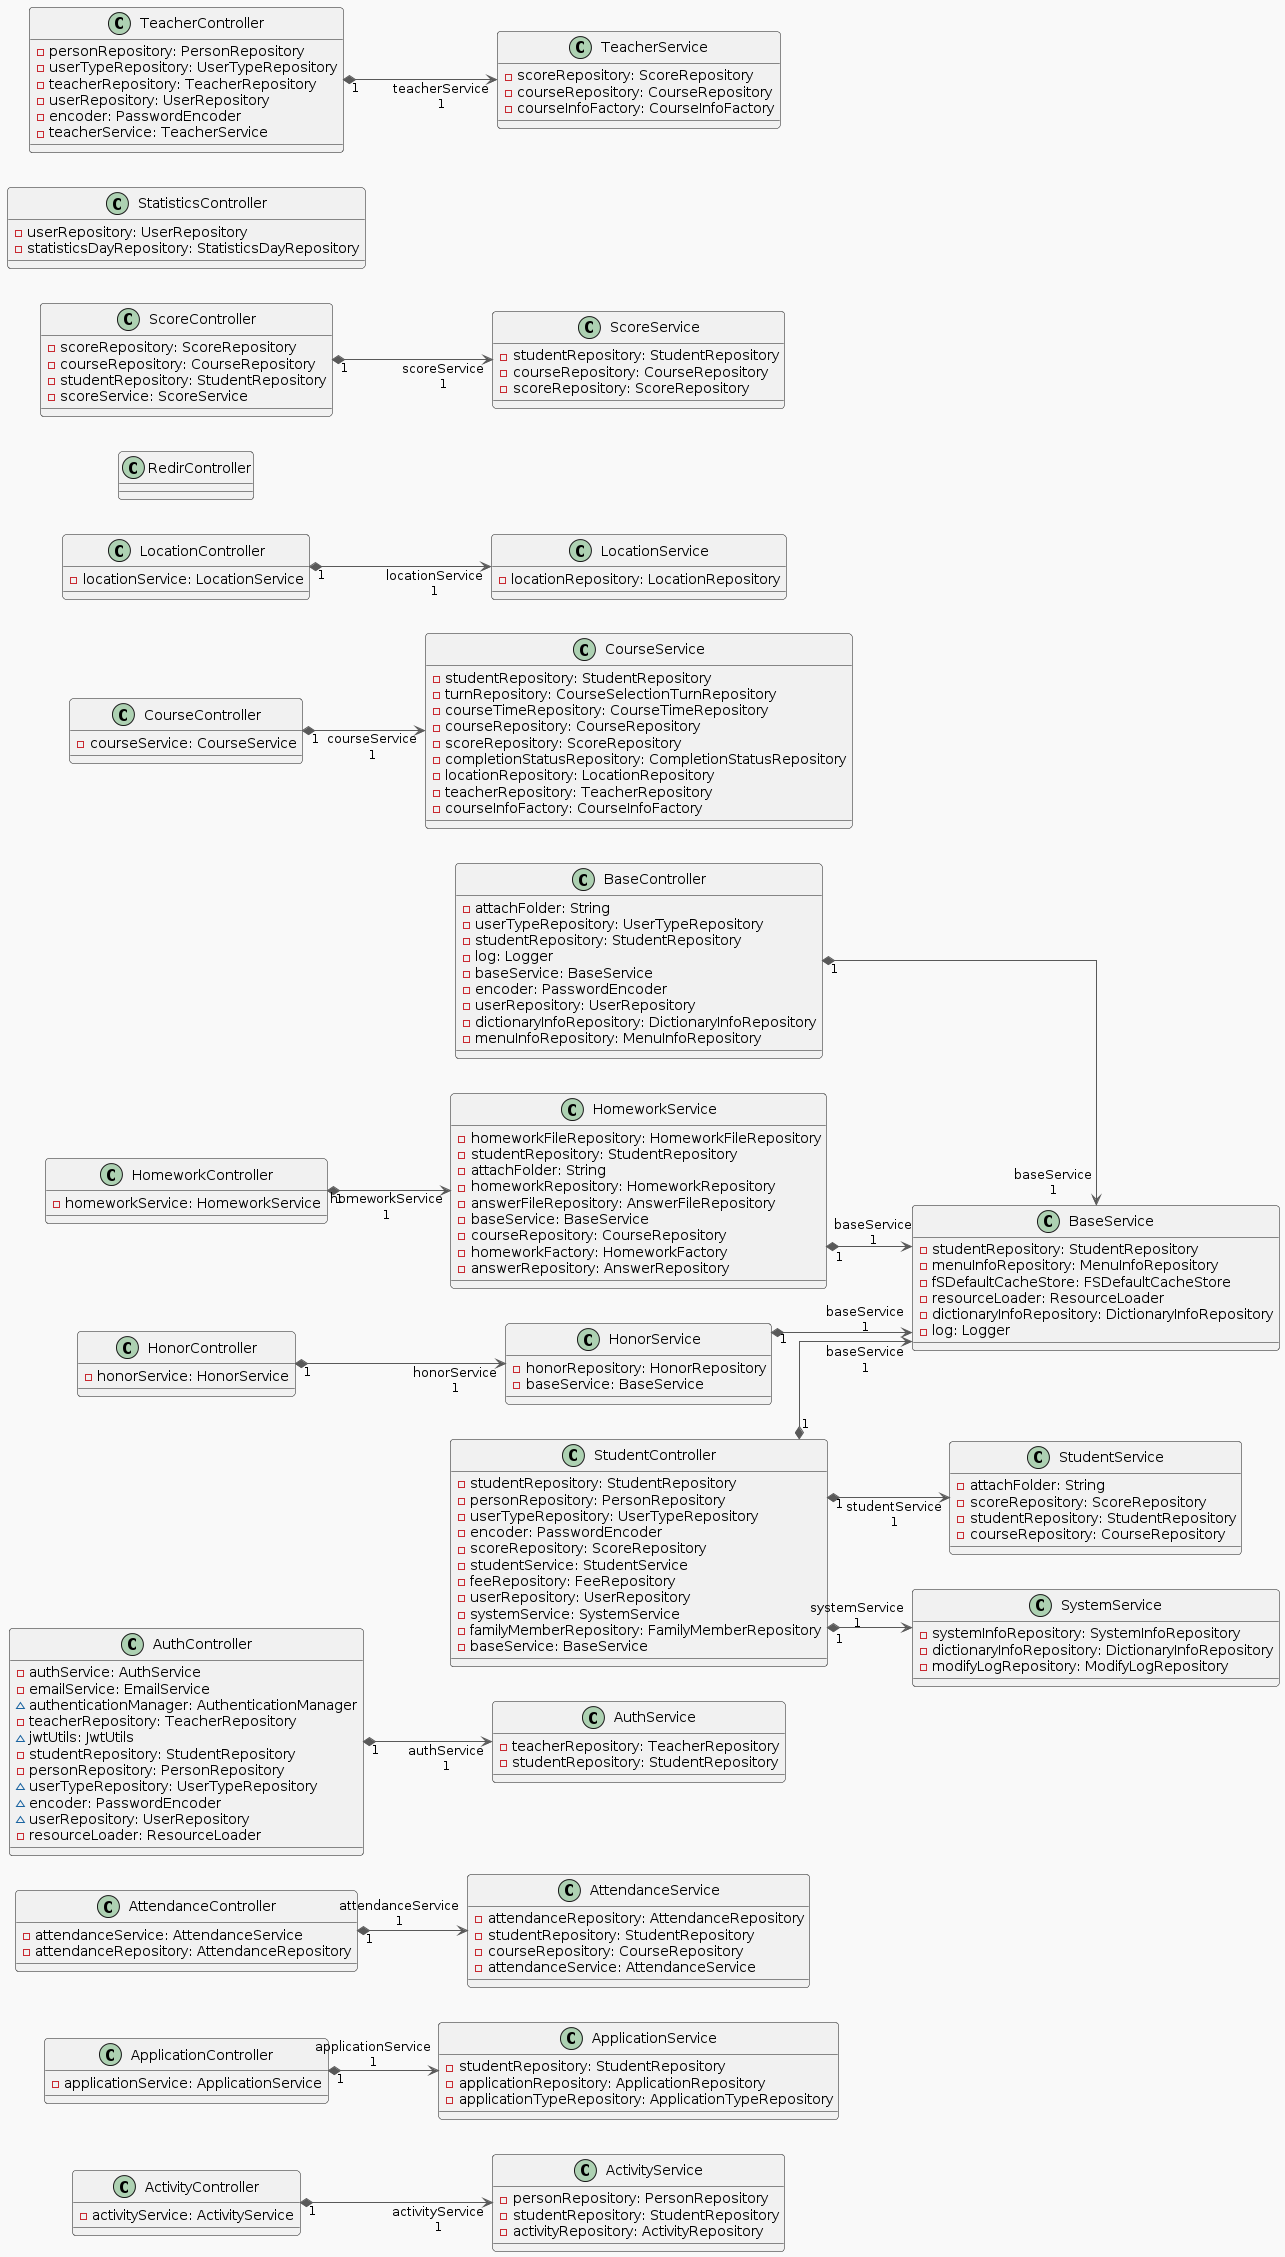 TeacherController
personRepository: PersonRepository
userTypeRepository: UserTypeRepository
teacherRepository: TeacherRepository
userRepository: UserRepository
encoder: PasswordEncoder
teacherService: TeacherService
1
teacherService
1
TeacherService
scoreRepository: ScoreRepository
courseRepository: CourseRepository
courseInfoFactory: CourseInfoFactory
StatisticsController
userRepository: UserRepository
statisticsDayRepository: StatisticsDayRepository
ScoreController
scoreRepository: ScoreRepository
courseRepository: CourseRepository
studentRepository: StudentRepository
scoreService: ScoreService
1
scoreService
1
ScoreService
studentRepository: StudentRepository
courseRepository: CourseRepository
scoreRepository: ScoreRepository
RedirController
LocationController
locationService: LocationService
1
locationService
1
LocationService
locationRepository: LocationRepository
CourseController
courseService: CourseService
1
courseService
1
CourseService
studentRepository: StudentRepository
turnRepository: CourseSelectionTurnRepository
courseTimeRepository: CourseTimeRepository
courseRepository: CourseRepository
scoreRepository: ScoreRepository
completionStatusRepository: CompletionStatusRepository
locationRepository: LocationRepository
teacherRepository: TeacherRepository
courseInfoFactory: CourseInfoFactory
BaseController
attachFolder: String
userTypeRepository: UserTypeRepository
studentRepository: StudentRepository
log: Logger
baseService: BaseService
encoder: PasswordEncoder
userRepository: UserRepository
dictionaryInfoRepository: DictionaryInfoRepository
menuInfoRepository: MenuInfoRepository
1
baseService
1
HomeworkController
homeworkService: HomeworkService
1
homeworkService
1
HomeworkService
homeworkFileRepository: HomeworkFileRepository
studentRepository: StudentRepository
attachFolder: String
homeworkRepository: HomeworkRepository
answerFileRepository: AnswerFileRepository
baseService: BaseService
courseRepository: CourseRepository
homeworkFactory: HomeworkFactory
answerRepository: AnswerRepository
1
baseService
1
BaseService
studentRepository: StudentRepository
menuInfoRepository: MenuInfoRepository
fSDefaultCacheStore: FSDefaultCacheStore
resourceLoader: ResourceLoader
dictionaryInfoRepository: DictionaryInfoRepository
log: Logger
HonorController
honorService: HonorService
1
honorService
1
HonorService
honorRepository: HonorRepository
baseService: BaseService
1
baseService
1
baseService
1
1
StudentController
studentRepository: StudentRepository
personRepository: PersonRepository
userTypeRepository: UserTypeRepository
encoder: PasswordEncoder
scoreRepository: ScoreRepository
studentService: StudentService
feeRepository: FeeRepository
userRepository: UserRepository
systemService: SystemService
familyMemberRepository: FamilyMemberRepository
baseService: BaseService
1
studentService
1
StudentService
attachFolder: String
scoreRepository: ScoreRepository
studentRepository: StudentRepository
courseRepository: CourseRepository
1
systemService
1
SystemService
systemInfoRepository: SystemInfoRepository
dictionaryInfoRepository: DictionaryInfoRepository
modifyLogRepository: ModifyLogRepository
AuthController
authService: AuthService
emailService: EmailService
authenticationManager: AuthenticationManager
teacherRepository: TeacherRepository
jwtUtils: JwtUtils
studentRepository: StudentRepository
personRepository: PersonRepository
userTypeRepository: UserTypeRepository
encoder: PasswordEncoder
userRepository: UserRepository
resourceLoader: ResourceLoader
1
authService
1
AuthService
teacherRepository: TeacherRepository
studentRepository: StudentRepository
AttendanceController
attendanceService: AttendanceService
attendanceRepository: AttendanceRepository
1
attendanceService
1
AttendanceService
attendanceRepository: AttendanceRepository
studentRepository: StudentRepository
courseRepository: CourseRepository
attendanceService: AttendanceService
ApplicationController
applicationService: ApplicationService
1
applicationService
1
ApplicationService
studentRepository: StudentRepository
applicationRepository: ApplicationRepository
applicationTypeRepository: ApplicationTypeRepository
ActivityController
activityService: ActivityService
1
activityService
1
ActivityService
personRepository: PersonRepository
studentRepository: StudentRepository
activityRepository: ActivityRepository